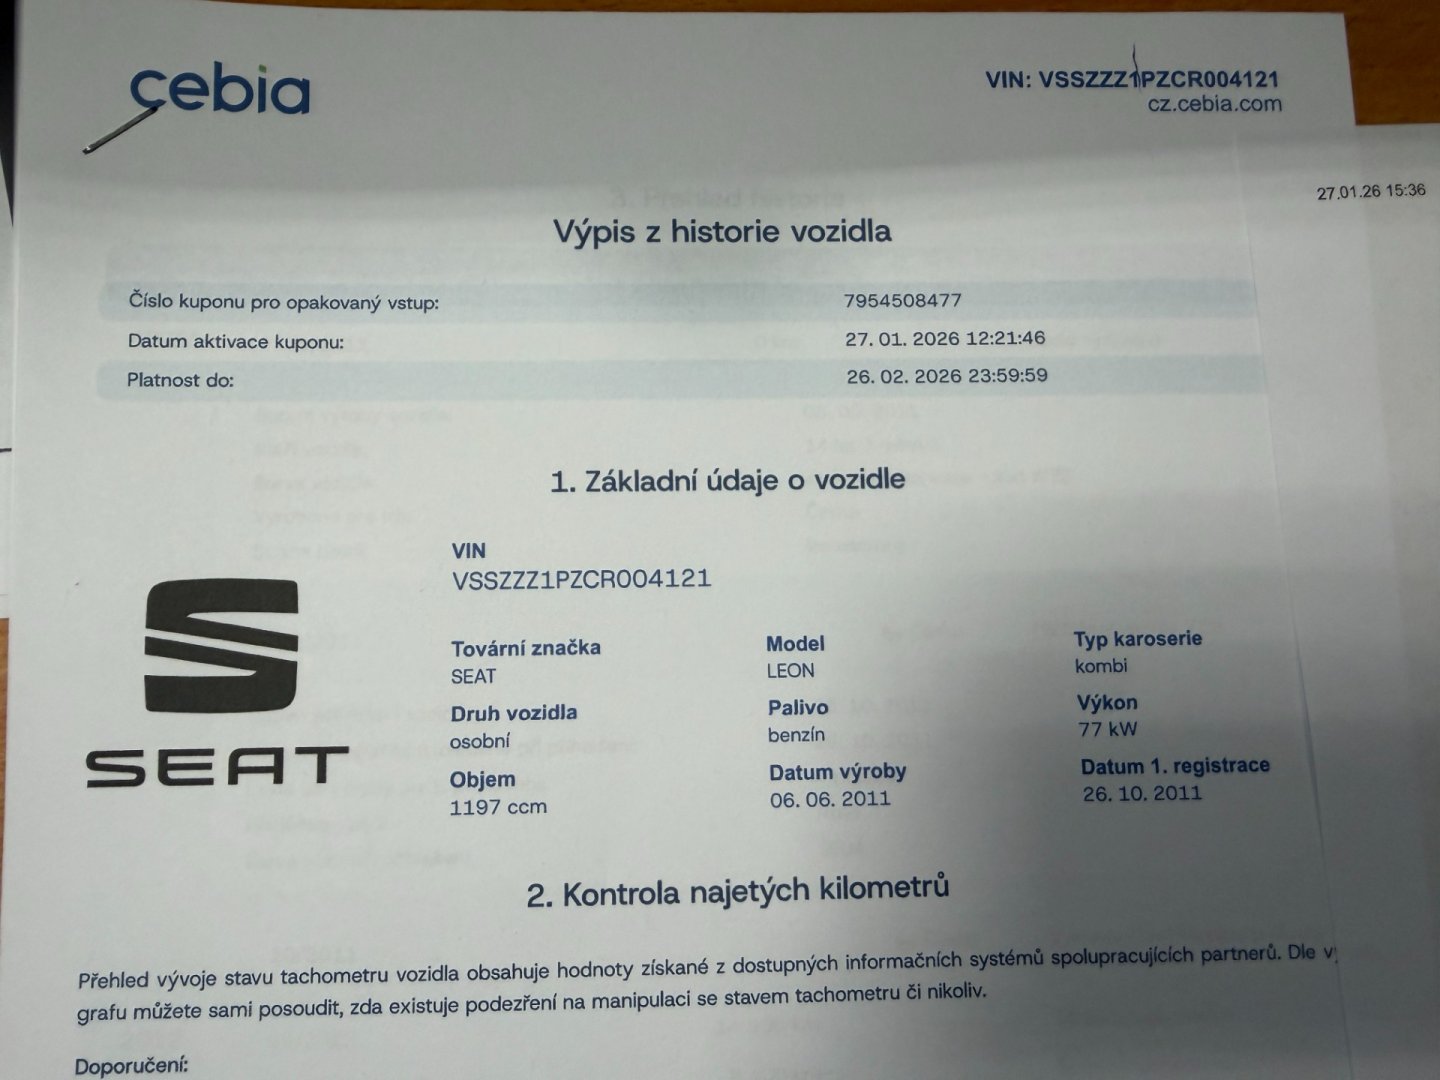 cebia
VIN: VSSZZZ1PZCR004121
cz.cebia.com
27.01.26 15:36
Výpis z historie vozidla
Číslo kuponu pro opakovaný vstup: 7954508477
Datum aktivace kuponu: 27. 01. 2026 12:21:46
Platnost do: 26. 02. 2026 23:59:59
1. Základní údaje o vozidle
VIN
VSSZZZ1PZCR004121
SEAT
Tovární značka Model Typ karoserie
SEAT LEON kombi
Druh vozidla Palivo Výkon
osobní benzín 77 kW
Objem Datum výroby Datum 1. registrace
1197 ccm 06. 06. 2011 26. 10. 2011
2. Kontrola najetých kilometrů
Přehled vývoje stavu tachometru vozidla obsahuje hodnoty získané z dostupných informačních systémů spolupracujících partnerů. Dle
grafu můžete sami posoudit, zda existuje podezření na manipulaci se stavem tachometru či nikoliv.
Doporučení: